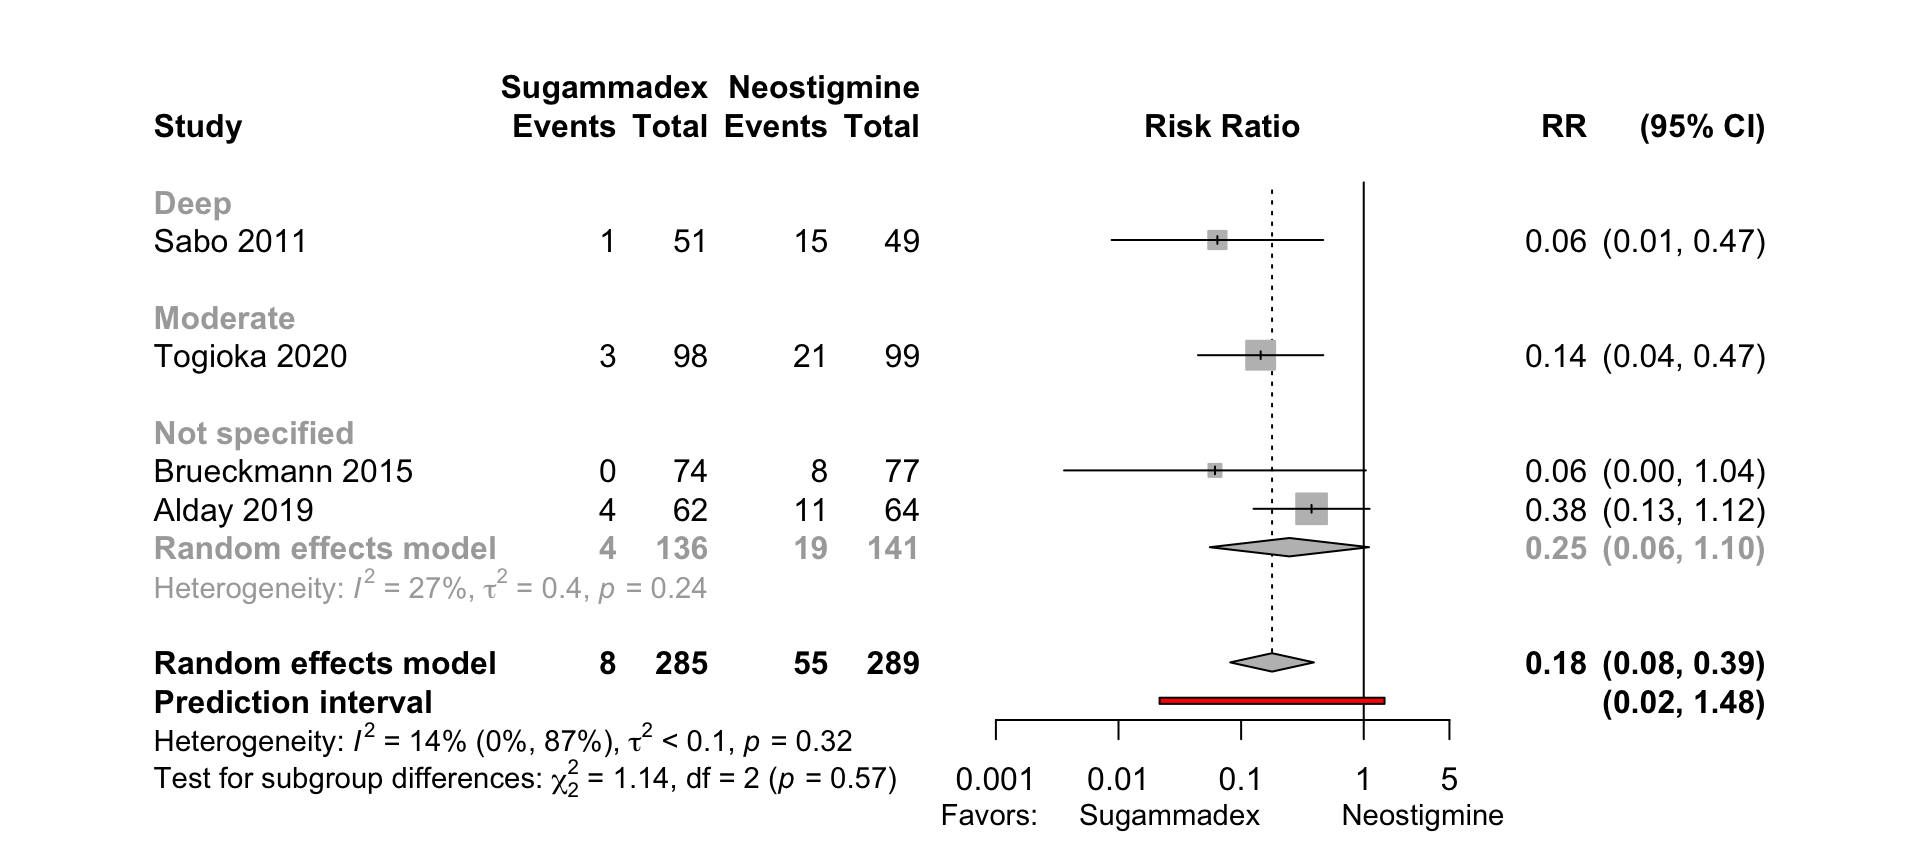 Sugammadex Neostigmine
Study Events Total Events Total Risk Ratio RR (95% CI)
Deep
Sabo 2011 1 51 15 49 0.06 (0.01, 0.47)
Moderate
Togioka 2020 3 98 21 99 0.14 (0.04, 0.47)
Not specified
Brueckmann 2015 0 74 8 77 0.06 (0.00, 1.04)
Alday 2019 4 62 11 64 0.38 (0.13, 1.12)
Random effects model 4 136 19 141 0.25 (0.06, 1.10)
Heterogeneity: I² = 27%, τ² = 0.4, p = 0.24
Random effects model 8 285 55 289 0.18 (0.08, 0.39)
Prediction interval (0.02, 1.48)
Heterogeneity: I² = 14% (0%, 87%), τ² < 0.1, p = 0.32
Test for subgroup differences: χ²₂ = 1.14, df = 2 (p = 0.57)
0.001 0.01 0.1 1 5
Favors: Sugammadex Neostigmine